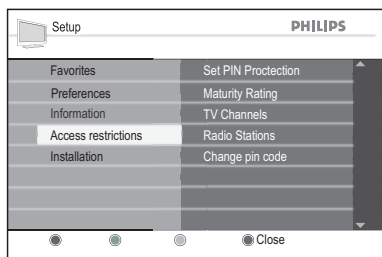 Setup
PHILIPS
Favorites
Preferences
Information
Access restrictions
Installation
Set PIN Proctection
Maturity Rating
TV Channels
Radio Stations
Change pin code
Close